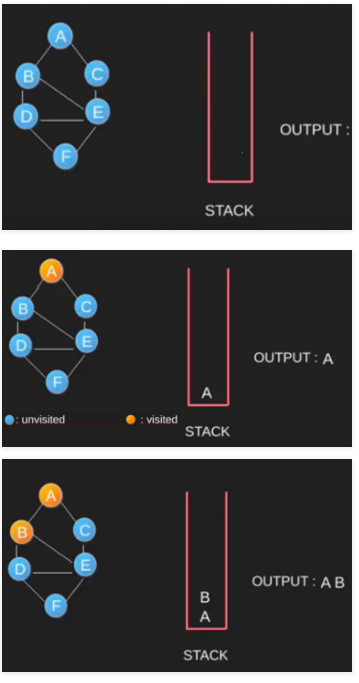 A
B C
D E
F
OUTPUT :
STACK
A
B C
D E
F
A
OUTPUT : A
: unvisited : visited
STACK
A
B C
D E
F
B
A
OUTPUT : A B
STACK